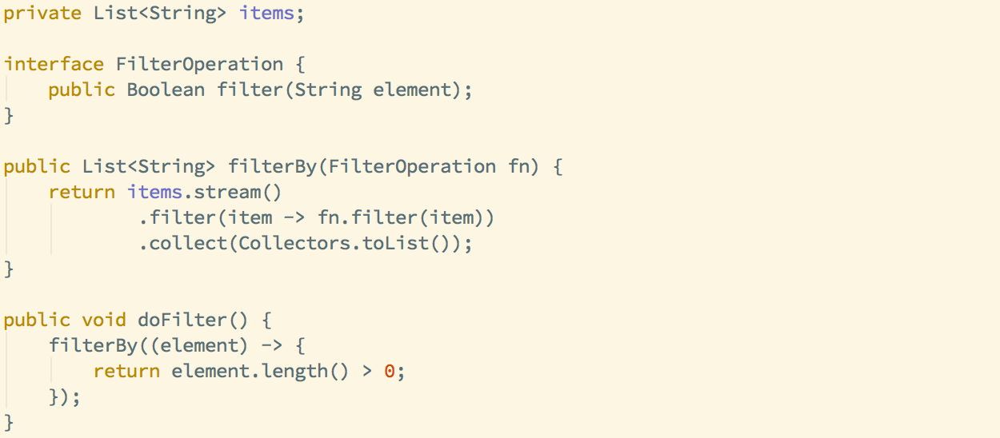 private List<String> items;

interface FilterOperation {
    public Boolean filter(String element);
}

public List<String> filterBy(FilterOperation fn) {
    return items.stream()
            .filter(item -> fn.filter(item))
            .collect(Collectors.toList());
}

public void doFilter() {
    filterBy((element) -> {
        return element.length() > 0;
    });
}